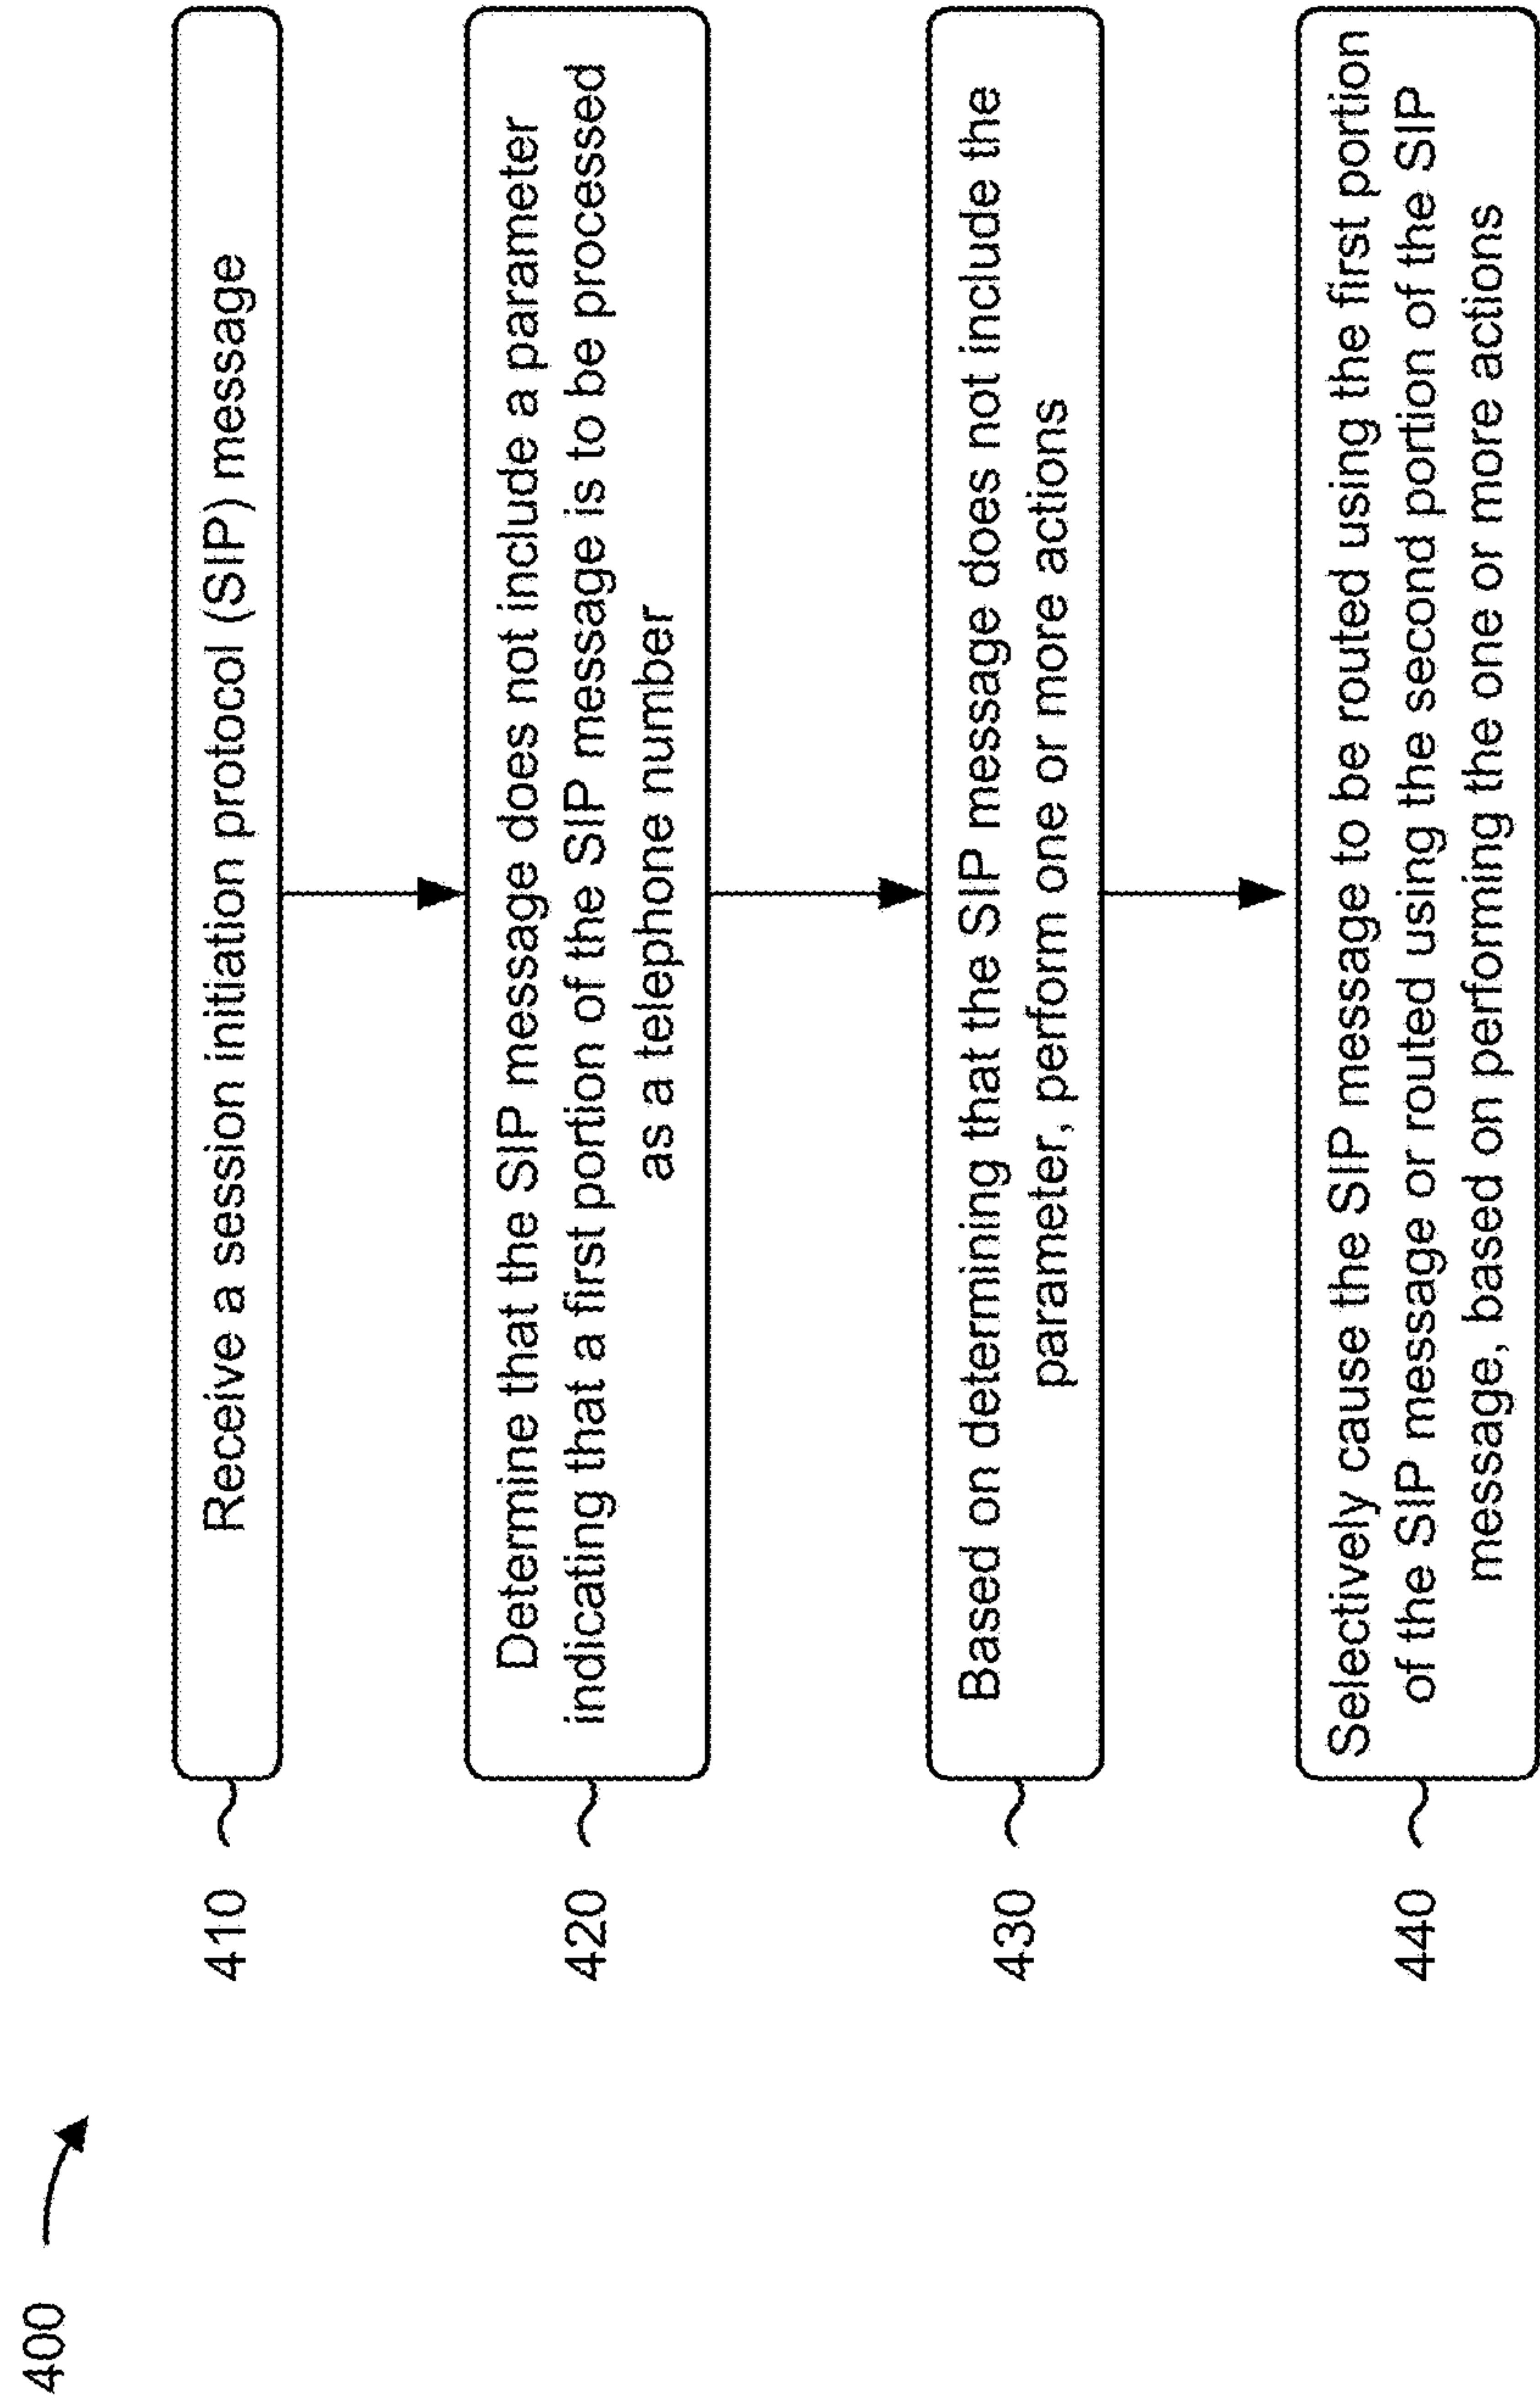 400
410
Receive a session initiation protocol (SIP) message
420
Determine that the SIP message does not include a parameter
indicating that a first portion of the SIP message is to be processed
as a telephone number
430
Based on determining that the SIP message does not include the
parameter, perform one or more actions
440
Selectively cause the SIP message to be routed using the first portion
of the SIP message or routed using the second portion of the SIP
message, based on performing the one or more actions